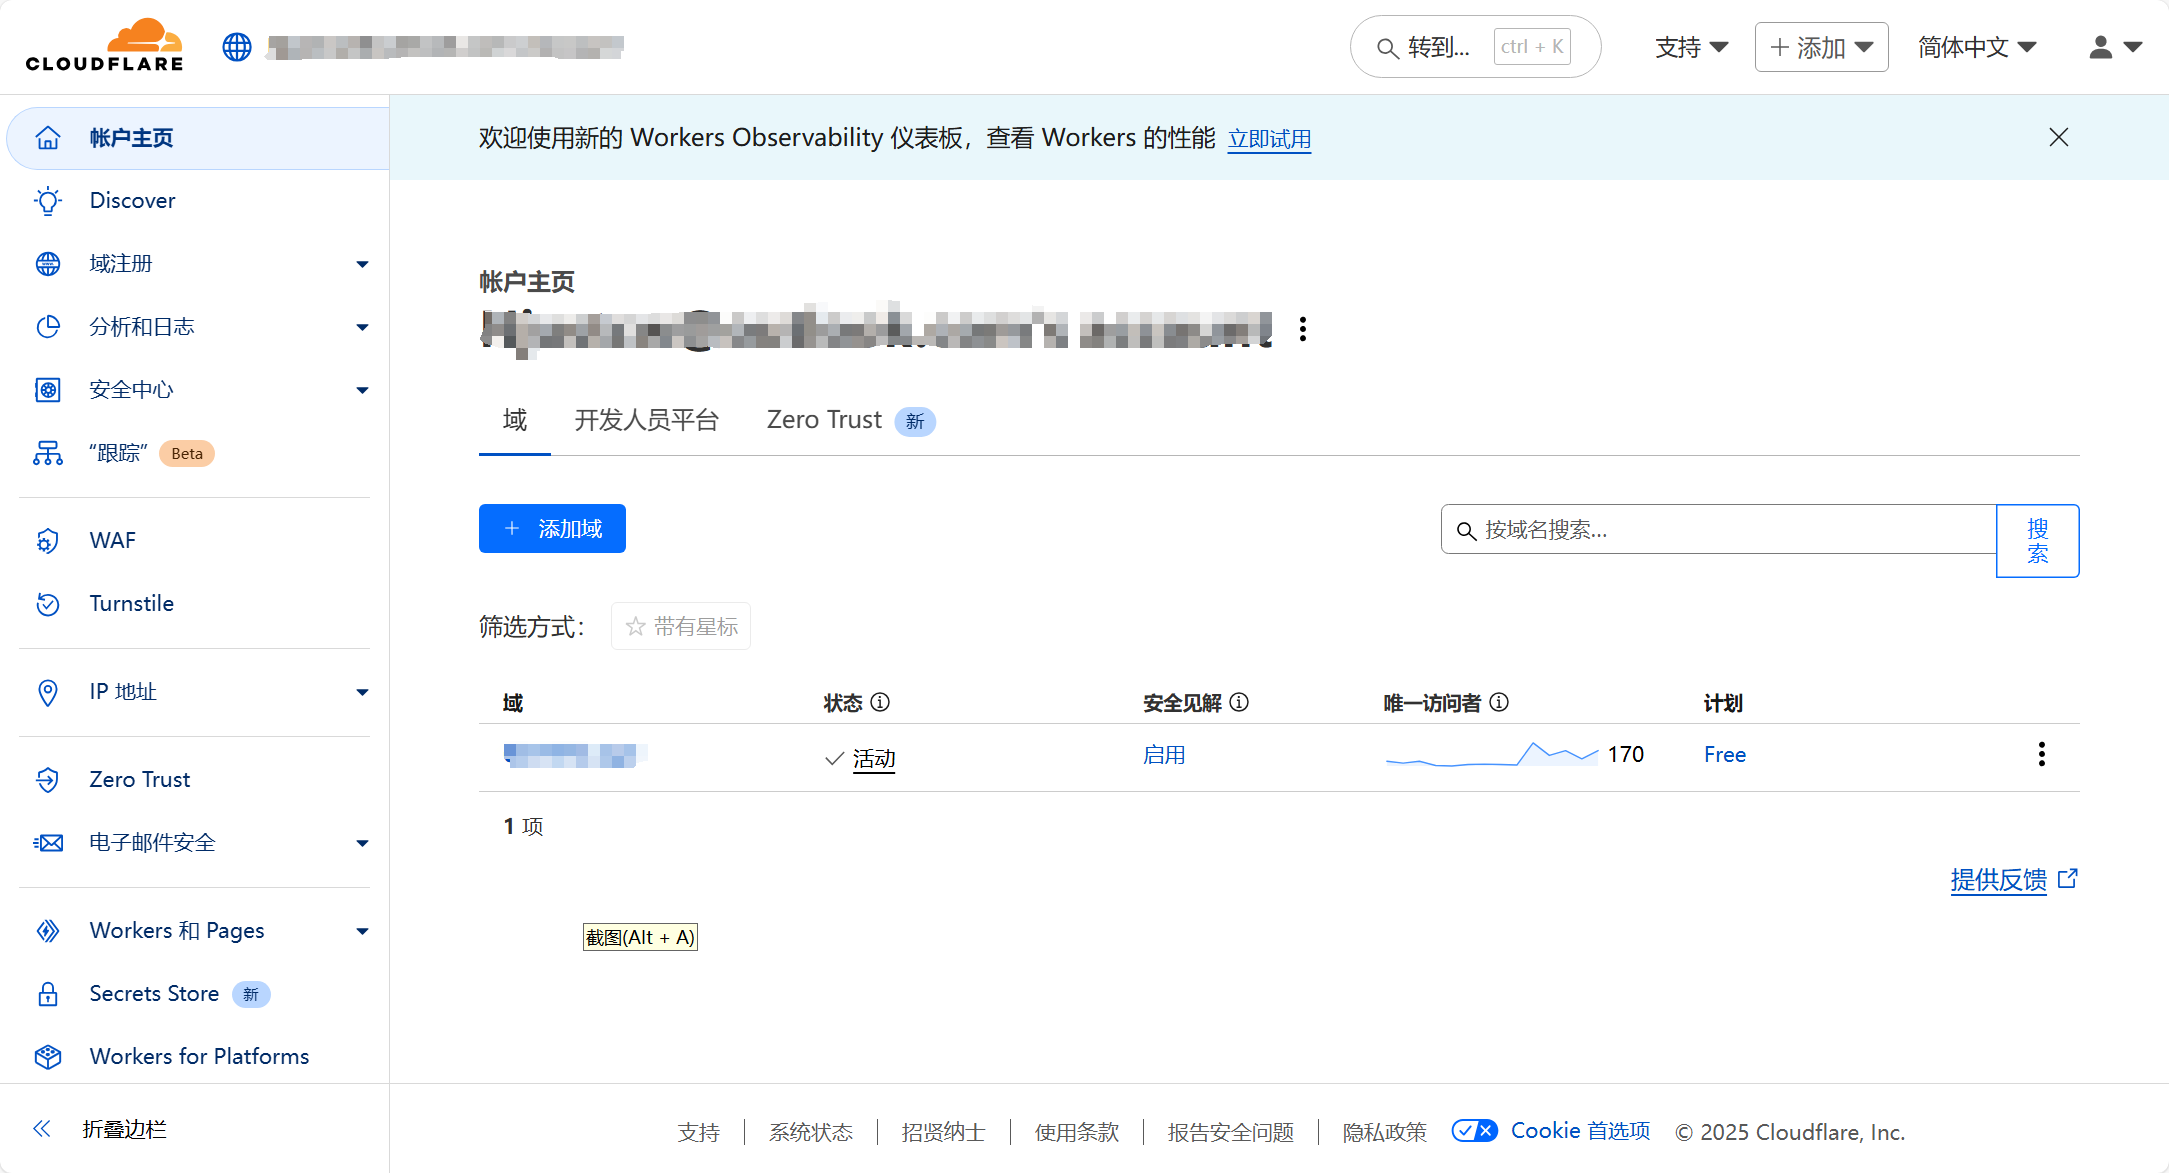 CLOUDFLARE
转到...
ctrl + K
支持
+ 添加
简体中文
帐户主页
Discover
域注册
分析和日志
安全中心
“跟踪” Beta
WAF
Turnstile
IP 地址
Zero Trust
电子邮件安全
Workers 和 Pages
Secrets Store 新
Workers for Platforms
折叠边栏
欢迎使用新的 Workers Observability 仪表板，查看 Workers 的性能 立即试用
帐户主页
域 开发人员平台 Zero Trust 新
+ 添加域
按域名搜索...
搜
索
筛选方式： 带有星标
域 状态 安全见解 唯一访问者 计划
活动 启用 170 Free
1 项
提供反馈
截图(Alt + A)
支持 系统状态 招贤纳士 使用条款 报告安全问题 隐私政策 Cookie 首选项 © 2025 Cloudflare, Inc.